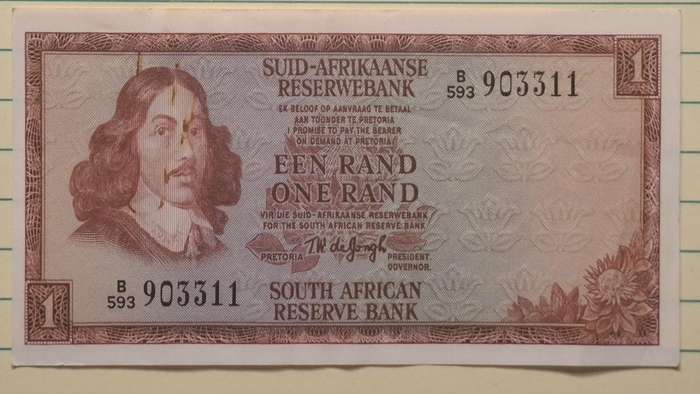 SUID-AFRIKAANSE
RESERWEBANK
B
593 903311
1
EK BELOOF OP AANVRAAG TE BETAAL
AAN TOONDER TE PRETORIA
I PROMISE TO PAY THE BEARER
ON DEMAND AT PRETORIA
EEN RAND
ONE RAND
VIR DIE SUID-AFRIKAANSE RESERWEBANK
FOR THE SOUTH AFRICAN RESERVE BANK
TW de Jongh
PRETORIA
PRESIDENT
GOVERNOR.
B
593 903311
1
SOUTH AFRICAN
RESERVE BANK